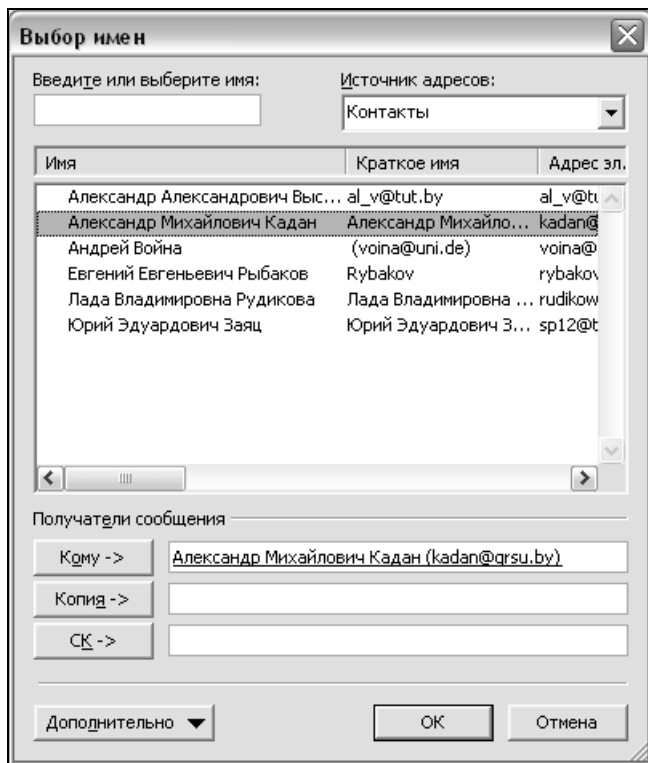 Выбор имен
Введите или выберите имя: Источник адресов:
Контакты
Имя Краткое имя Адрес эл.
Александр Александрович Выс... al_v@tut.by al_v@tu
Александр Михайлович Кадан Александр Михайло... kadan@
Андрей Война (voina@uni.de) voina@
Евгений Евгеньевич Рыбаков Rybakov rybakov
Лада Владимировна Рудикова Лада Владимировна ... rudikow
Юрий Эдуардович Заяц Юрий Эдуардович З... sp12@t
Получатели сообщения
Кому -> Александр Михайлович Кадан (kadan@grsu.by)
Копия ->
СК ->
Дополнительно ОК Отмена